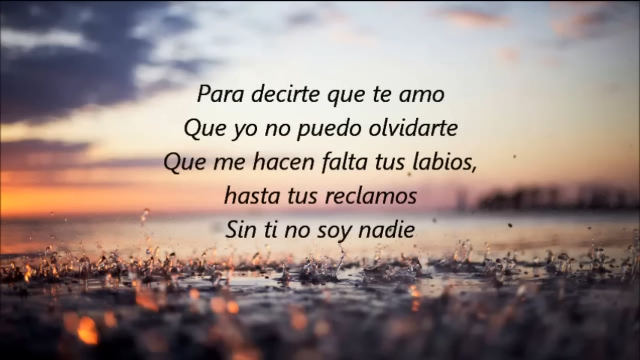 Para decirte que te amo
Que yo no puedo olvidarte
Que me hacen falta tus labios,
hasta tus reclamos
Sin ti no soy nadie